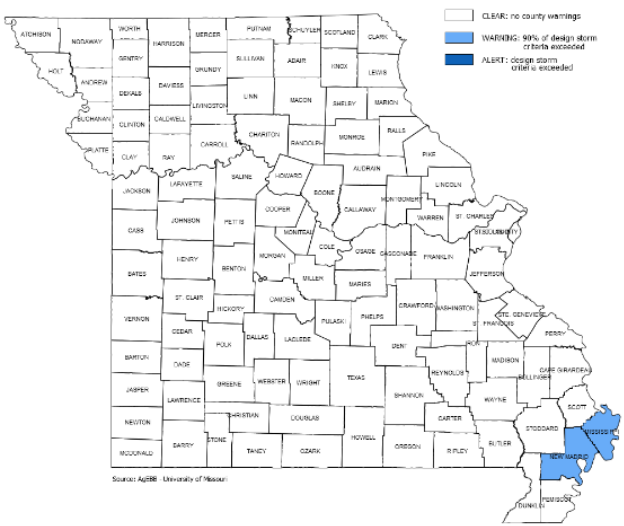 CLEAR: no county warnings
WARNING: 90% of design storm
criteria exceeded
ALERT: design storm
criteria exceeded
ATCHISON
NODAWAY
WORTH
HARRISON
MERCER
PUTNAM
SCHUYLER
SCOTLAND
CLARK
HOLT
ANDREW
GENTRY
GRUNDY
SULLIVAN
ADAIR
KNOX
LEWIS
DEKALB
DAVIESS
LIVINGSTON
LINN
MACON
SHELBY
MARION
BUCHANAN
CLINTON
CALDWELL
CHARITON
RANDOLPH
MONROE
RALLS
PLATTE
CLAY
RAY
CARROLL
PIKE
AUDRAIN
JACKSON
LAFAYETTE
SALINE
HOWARD
BOONE
CALLAWAY
MONTGOMERY
LINCOLN
WARREN
ST CHARLES
CASS
JOHNSON
PETTIS
COOPER
MONITEAU
COLE
OSAGE
GASCONADE
FRANKLIN
JEFFERSON
BATES
HENRY
BENTON
MORGAN
MILLER
MARIES
ST. CLAIR
HICKORY
CAMDEN
PULASKI
PHELPS
CRAWFORD
WASHINGTON
ST FRANCOIS
STE. GENEVIEVE
PERRY
VERNON
CEDAR
POLK
DALLAS
LACLEDE
DENT
IRON
MADISON
BOLLINGER
CAPE GIRARDEAU
BARTON
DADE
GREENE
WEBSTER
WRIGHT
TEXAS
SHANNON
REYNOLDS
WAYNE
JASPER
LAWRENCE
CHRISTIAN
DOUGLAS
HOWELL
CARTER
BUTLER
STODDARD
SCOTT
NEWTON
MCDONALD
BARRY
STONE
TANEY
OZARK
OREGON
RIPLEY
NEW MADRID
DUNKLIN
PEMISCOT
Source: AgEBB - University of Missouri